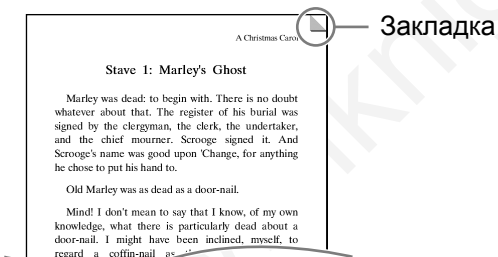 Закладка
A Christmas Caro
Stave 1: Marley's Ghost
Marley was dead: to begin with. There is no doubt
whatever about that. The register of his burial was
signed by the clergyman, the clerk, the undertaker,
and the chief mourner. Scrooge signed it. And
Scrooge's name was good upon 'Change, for anything
he chose to put his hand to.
Old Marley was as dead as a door-nail.
Mind! I don't mean to say that I know, of my own
knowledge, what there is particularly dead about a
door-nail. I might have been inclined, myself, to
regard a coffin-nail as